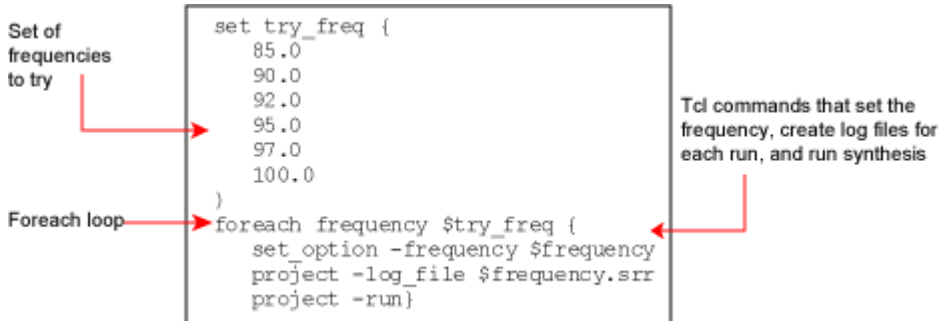 Set of
frequencies
to try
set try_freq {
85.0
90.0
92.0
95.0
97.0
100.0
}
Foreach loop
foreach frequency $try_freq {
set_option -frequency $frequency
project -log_file $frequency.srr
project -run}
Tcl commands that set the
frequency, create log files for
each run, and run synthesis